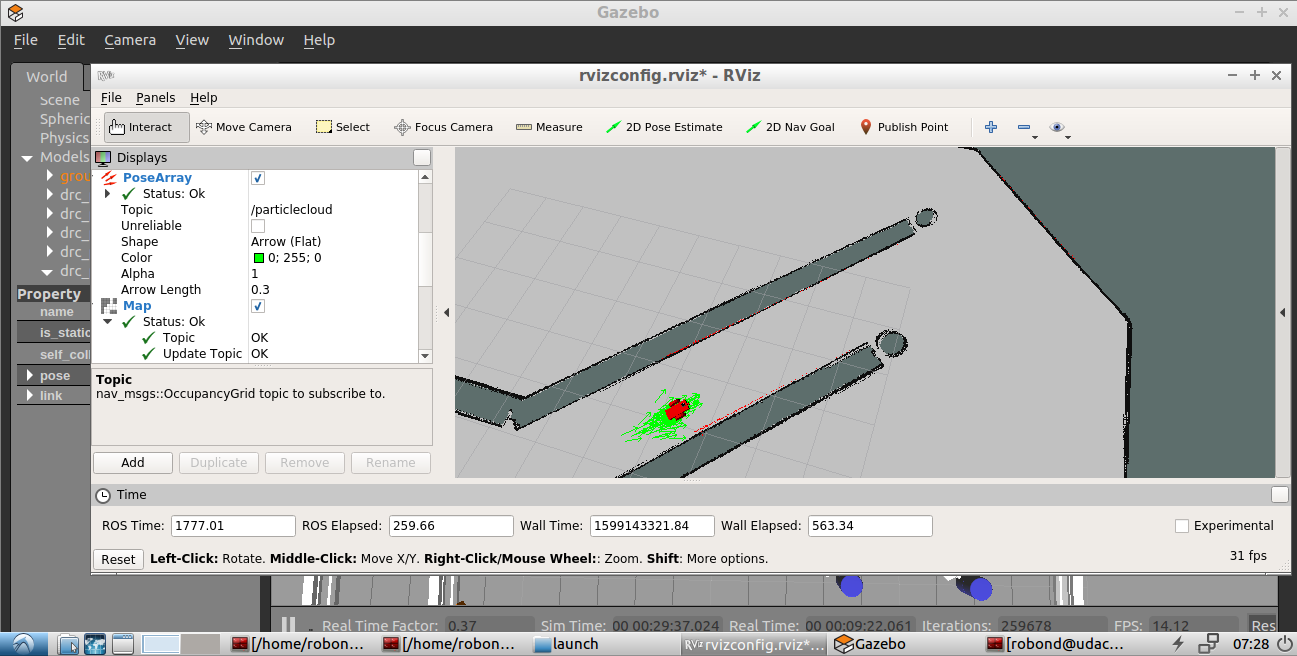 Gazebo
File Edit Camera View Window Help
World
rvizconfig.rviz* - RViz
Scene
Spheric
Physics
Models
grou
drc_
drc_
drc_
drc_
drc_
Property
name
is_static
self_coll
pose
link
File Panels Help
Interact Move Camera Select Focus Camera Measure 2D Pose Estimate 2D Nav Goal Publish Point
Displays
PoseArray
Status: Ok
Topic /particlecloud
Unreliable
Shape Arrow (Flat)
Color 0; 255; 0
Alpha 1
Arrow Length 0.3
Map
Status: Ok
Topic OK
Update Topic OK
Topic
nav_msgs::OccupancyGrid topic to subscribe to.
Add Duplicate Remove Rename
Time
ROS Time: 1777.01 ROS Elapsed: 259.66 Wall Time: 1599143321.84 Wall Elapsed: 563.34 Experimental
Reset Left-Click: Rotate. Middle-Click: Move X/Y. Right-Click/Mouse Wheel:: Zoom. Shift: More options. 31 fps
Real Time Factor: 0.37 Sim Time: 00 00:29:37.024 Real Time: 00 00:09:22.061 Iterations: 259678 FPS: 14.12 Res
[/home/robon... [/home/robon... launch rvizconfig.rviz*... Gazebo [robond@udac... 07:28